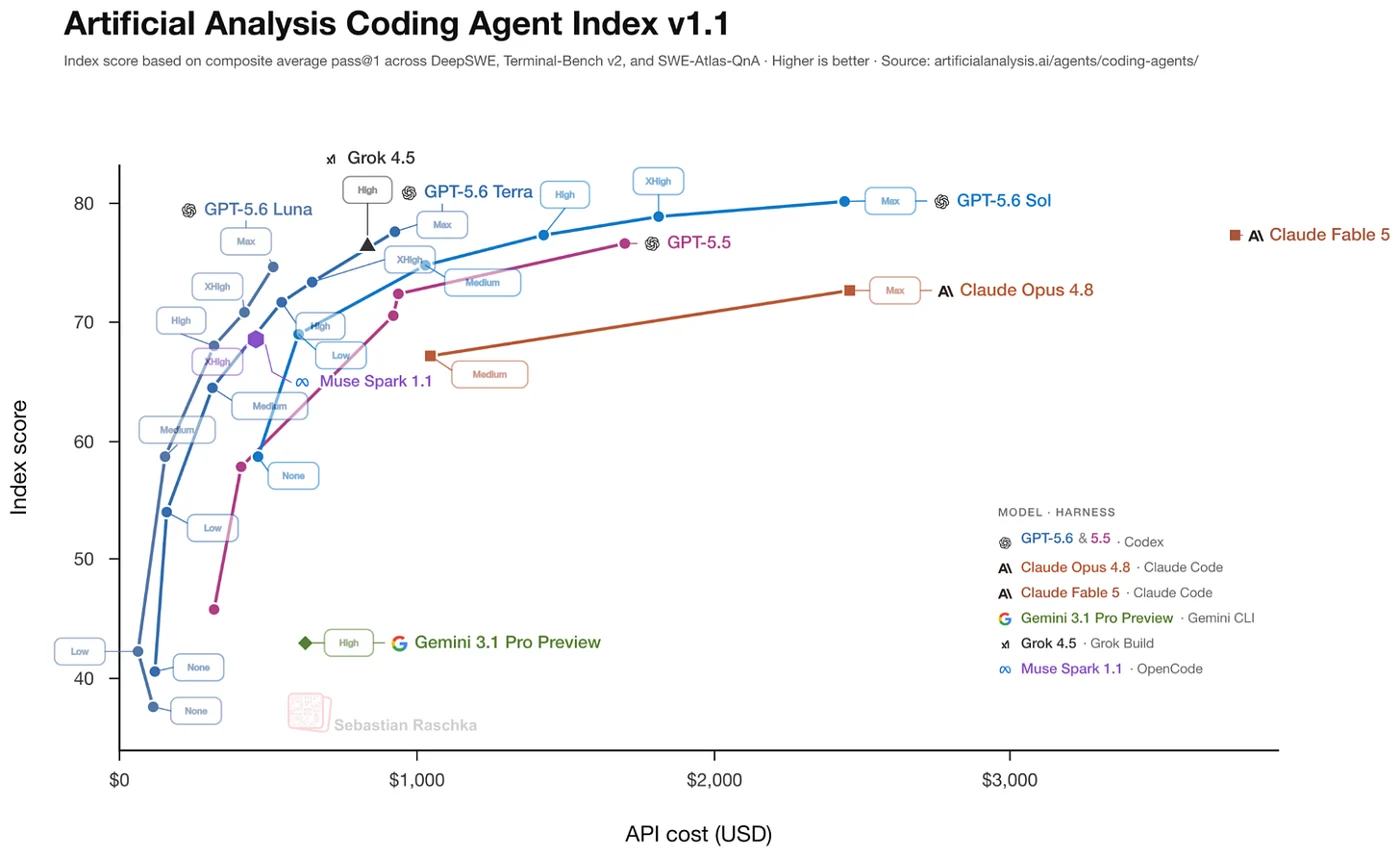 Artificial Analysis Coding Agent Index v1.1
Index score based on composite average pass@1 across DeepSWE, Terminal-Bench v2, and SWE-Atlas-QnA · Higher is better · Source: artificialanalysis.ai/agents/coding-agents/
Grok 4.5
High
GPT-5.6 Terra
Max
High
XHigh
Max
GPT-5.6 Sol
GPT-5.6 Luna
Max
GPT-5.5
Claude Fable 5
XHigh
XHigh
Medium
Max
Claude Opus 4.8
High
High
Low
XHigh
Muse Spark 1.1
Medium
Medium
Medium
None
Low
High
Gemini 3.1 Pro Preview
Low
None
None
80
70
60
50
40
Index score
$0
$1,000
$2,000
$3,000
API cost (USD)
MODEL · HARNESS
GPT-5.6 & 5.5 · Codex
Claude Opus 4.8 · Claude Code
Claude Fable 5 · Claude Code
Gemini 3.1 Pro Preview · Gemini CLI
Grok 4.5 · Grok Build
Muse Spark 1.1 · OpenCode
Sebastian Raschka